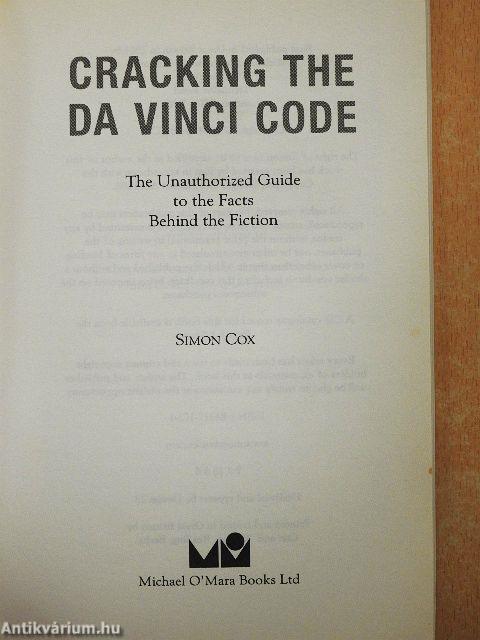 CRACKING THE
DA VINCI CODE
The Unauthorized Guide
to the Facts
Behind the Fiction
SIMON COX
Michael O'Mara Books Ltd
Antikvárium.hu